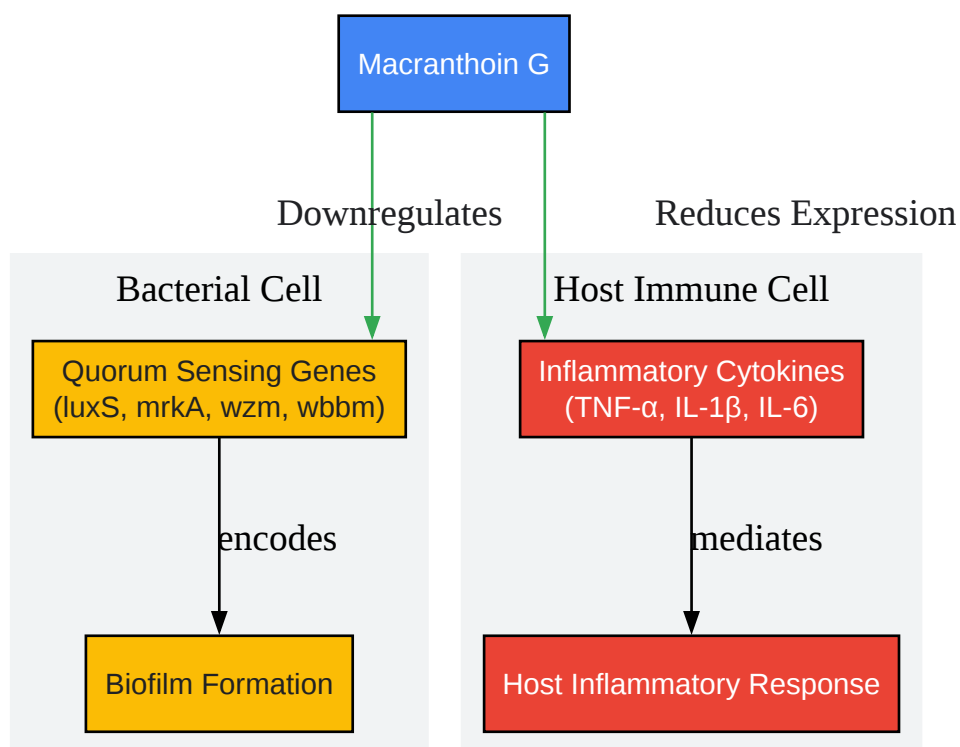 Macranthoin G
Downregulates
Reduces Expression
Bacterial Cell
Host Immune Cell
Quorum Sensing Genes
(luxS, mrkA, wzm, wbbm)
Inflammatory Cytokines
(TNF-α, IL-1β, IL-6)
encodes
mediates
Biofilm Formation
Host Inflammatory Response